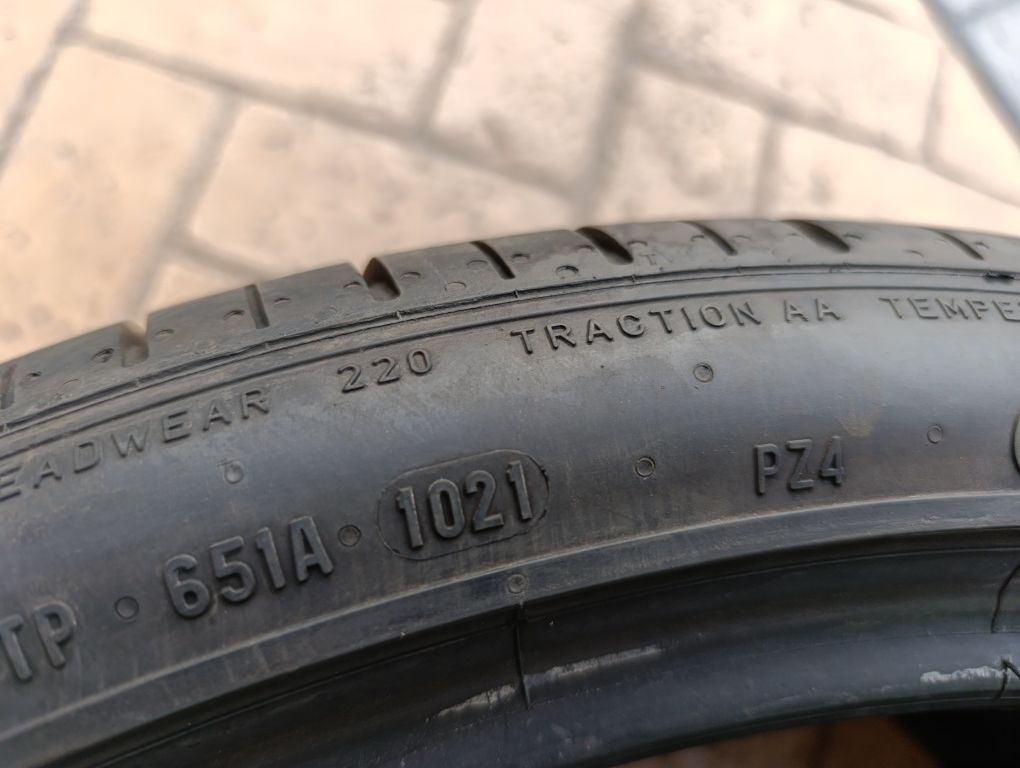 EADWEAR 220 TRACTION AA TEMPE
TP 651A 1021 PZ4